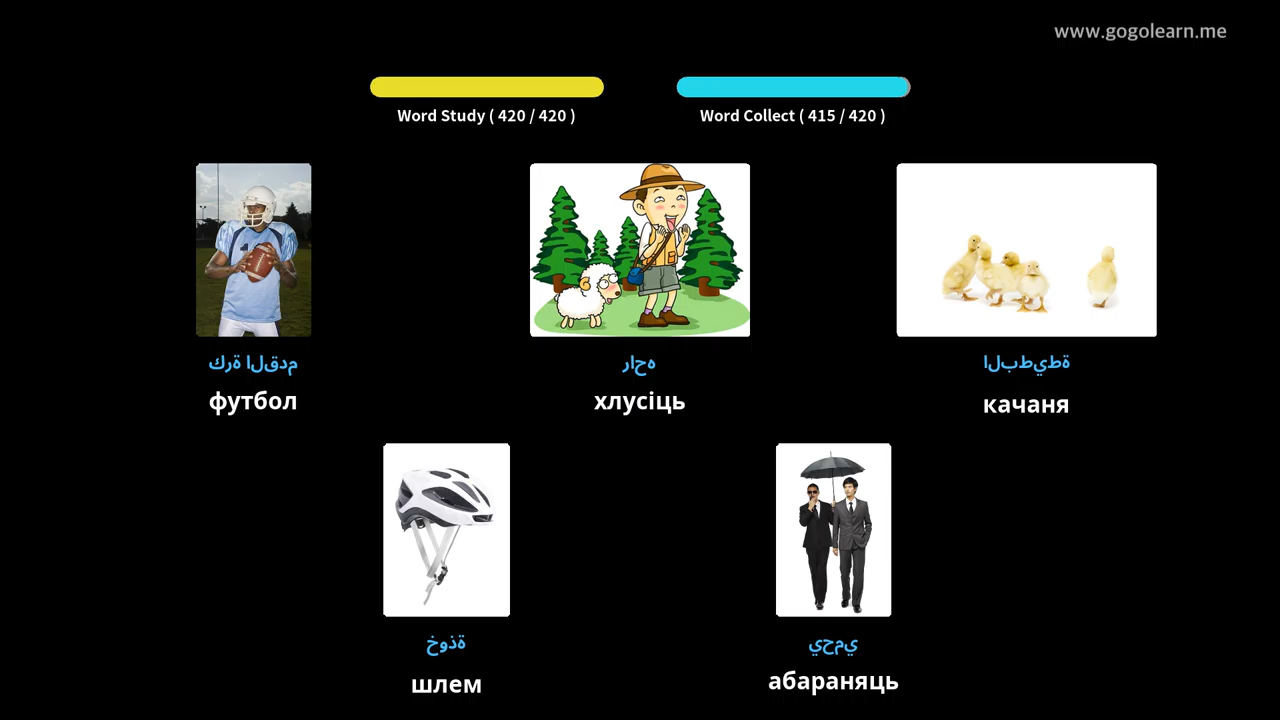 www.gogolearn.me
Word Study ( 420 / 420 )
Word Collect ( 415 / 420 )
كرة القدم
راحه
البطيطة
футбол
хлусіць
качаня
خوذة
يحمي
шлем
абараняць